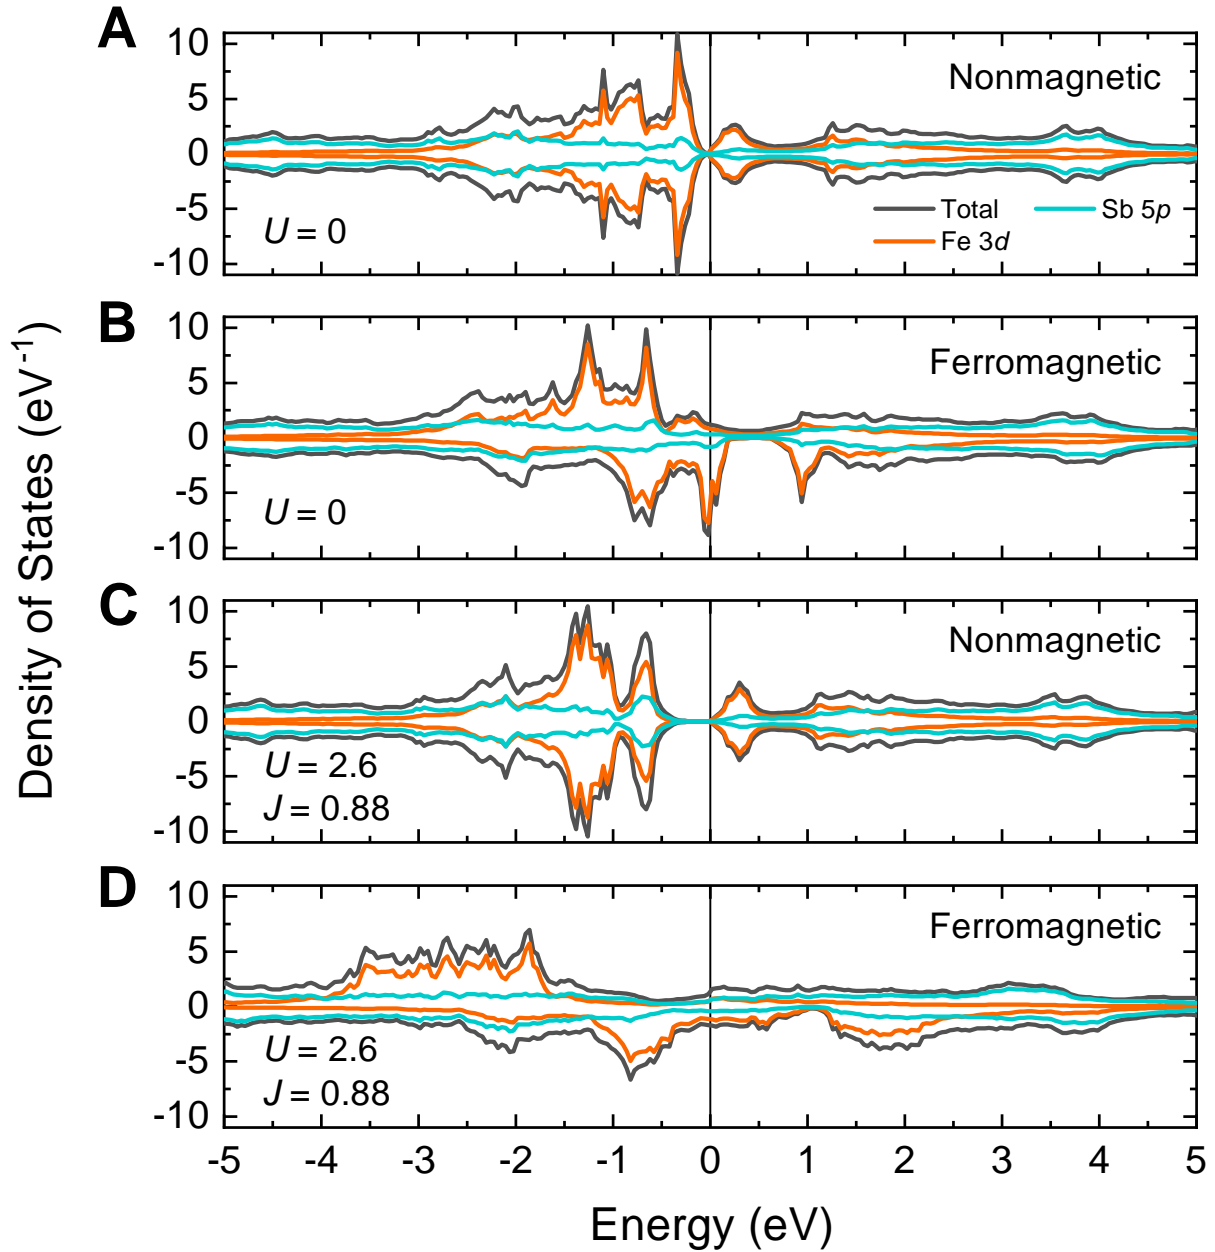 A
10
5
0
-5
-10
Nonmagnetic
U = 0
Total
Sb 5p
Fe 3d
B
10
5
0
-5
-10
Ferromagnetic
U = 0
C
10
5
0
-5
-10
Nonmagnetic
U = 2.6
J = 0.88
D
10
5
0
-5
-10
Ferromagnetic
U = 2.6
J = 0.88
-5 -4 -3 -2 -1 0 1 2 3 4 5
Energy (eV)
Density of States (eV⁻¹)